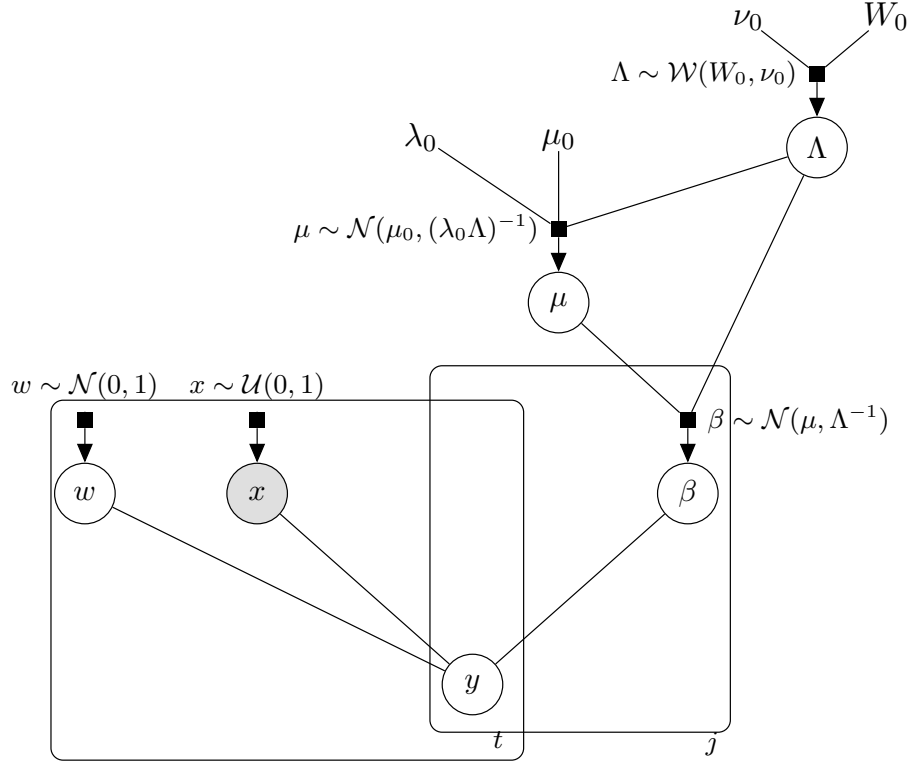 ν₀ W₀
Λ ∼ 𝒲(W₀, ν₀)
λ₀ μ₀ Λ
μ ∼ 𝒩(μ₀, (λ₀Λ)⁻¹)
μ
w ∼ 𝒩(0, 1) x ∼ 𝒰(0, 1)
β ∼ 𝒩(μ, Λ⁻¹)
w x β
y
t j